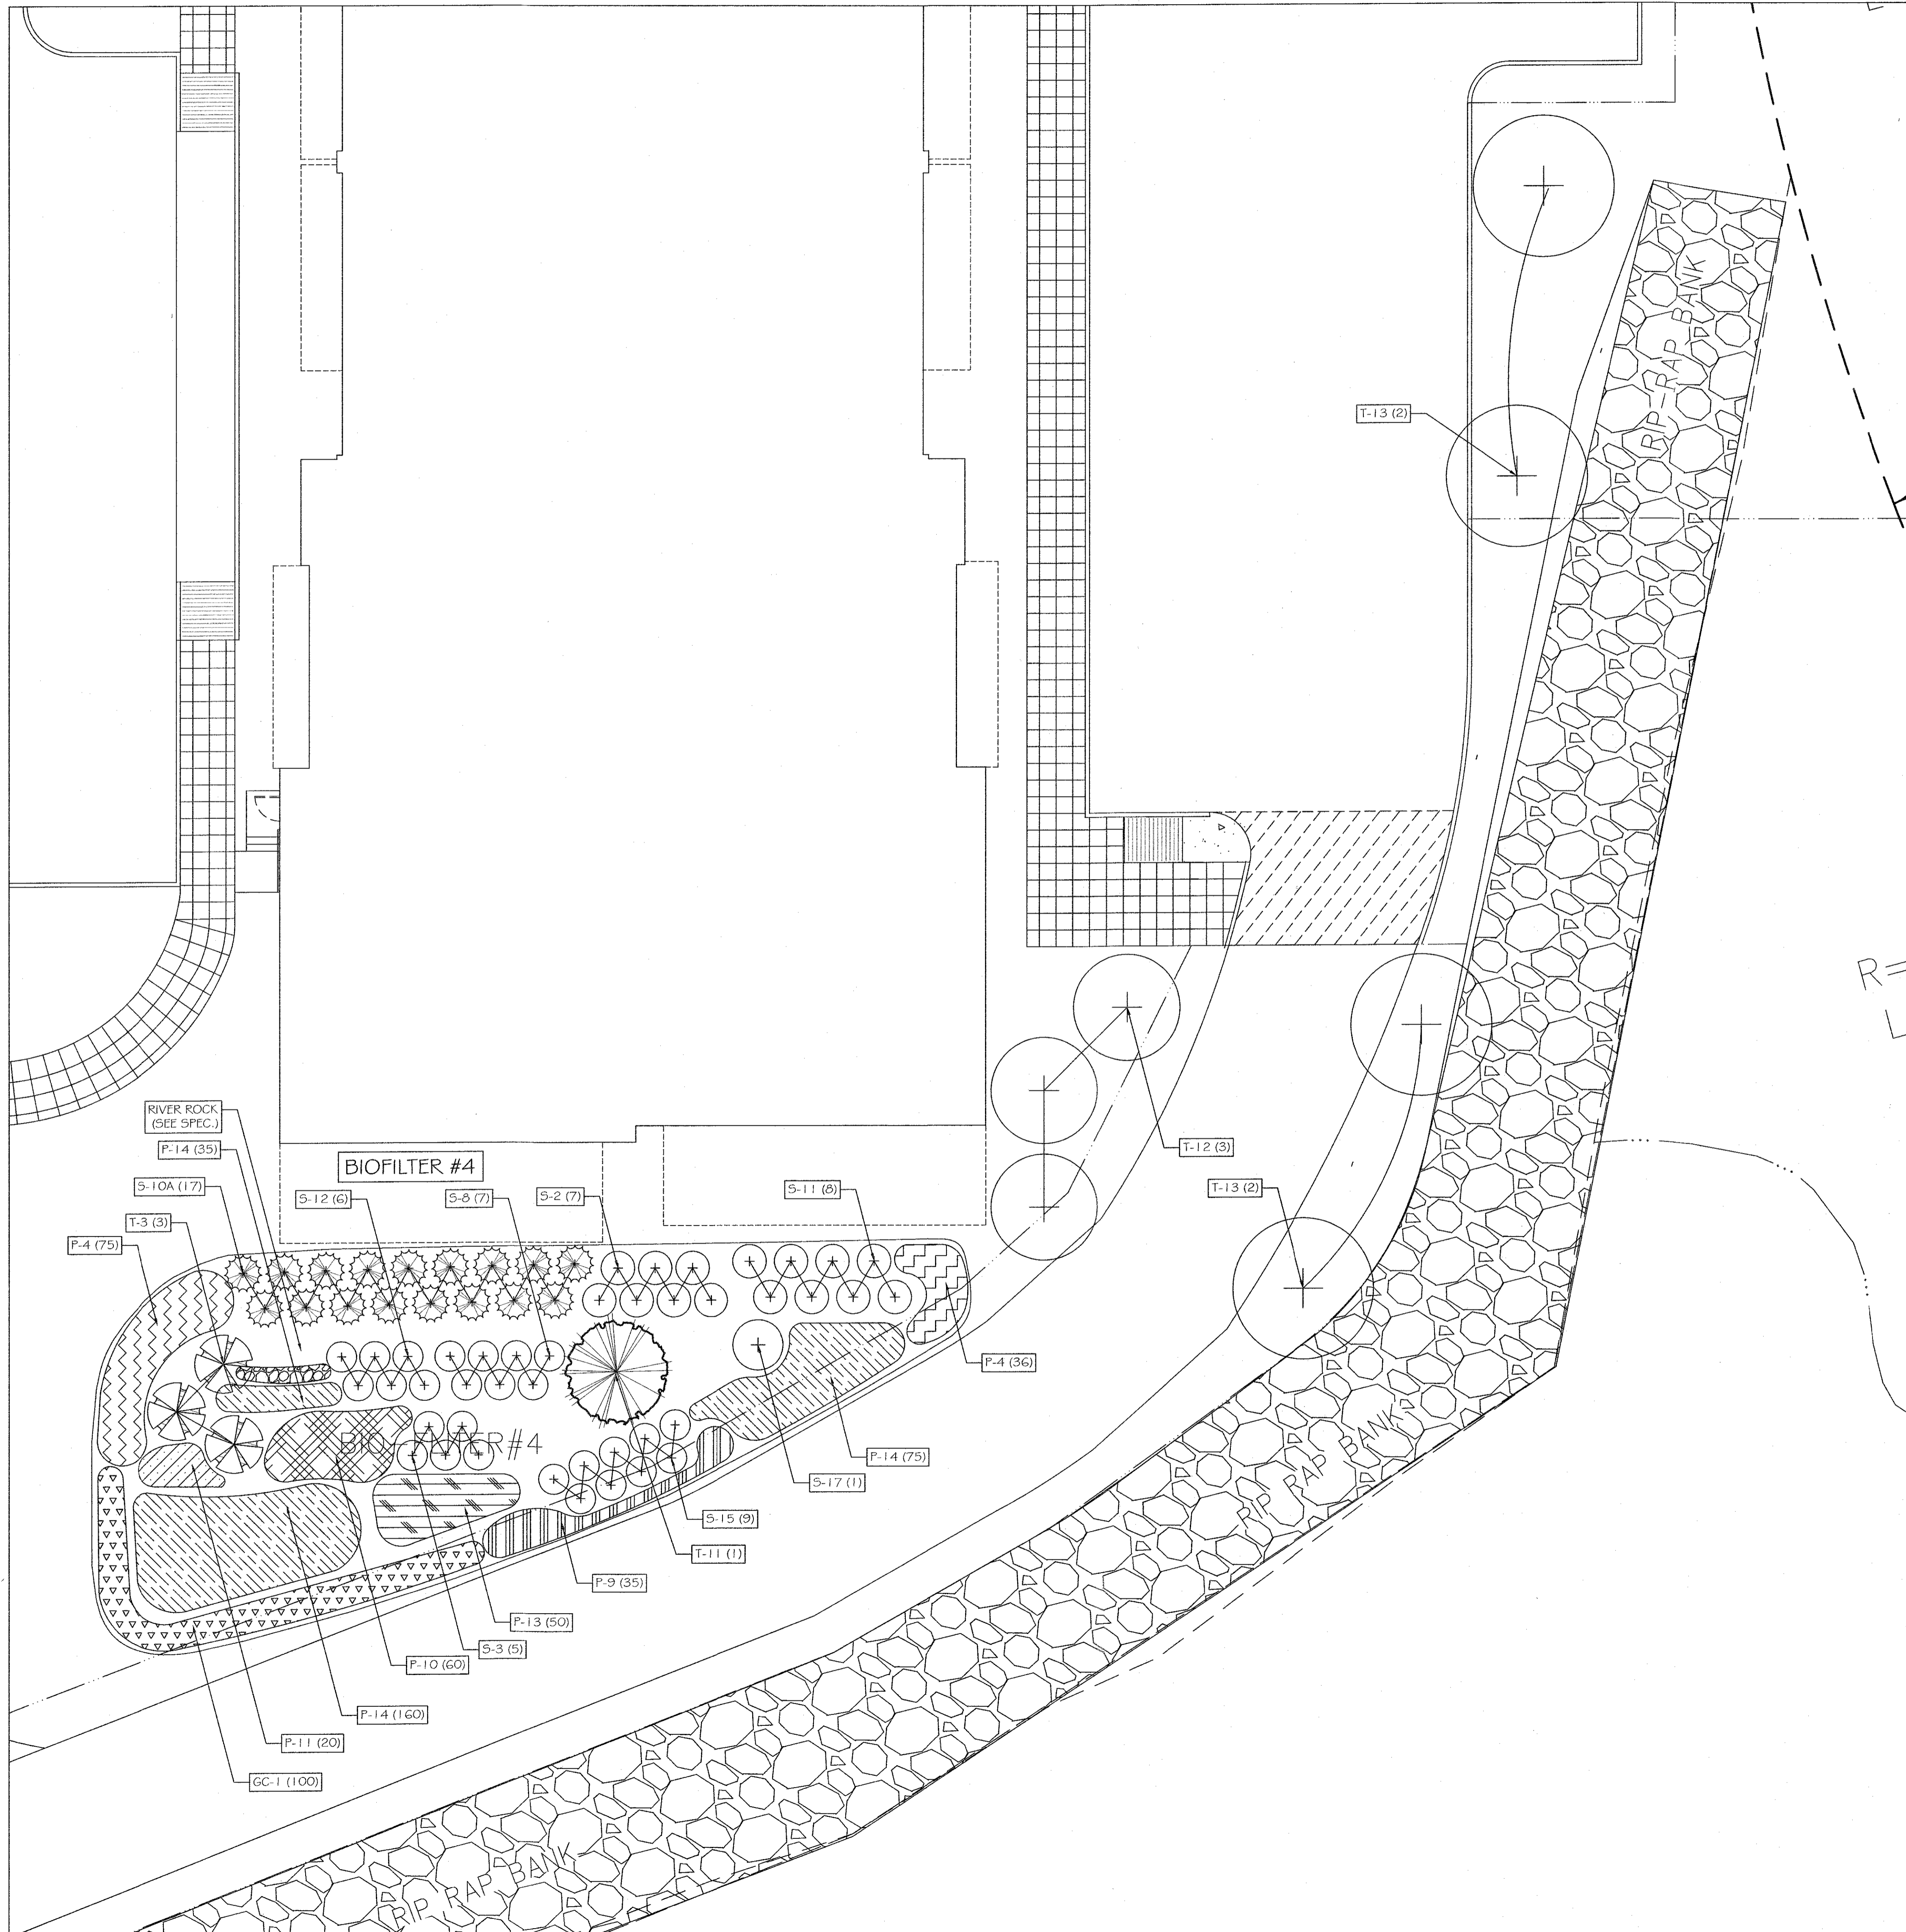 RIP-RAP BANK
T-13 (2)
R=
L
T-12 (3)
T-13 (2)
RIVER ROCK
(SEE SPEC.)
P-14 (35)
S-10A (17)
T-3 (3)
P-4 (75)
BIOFILTER #4
S-12 (6)
S-8 (7)
S-2 (7)
S-11 (8)
P-4 (36)
P-14 (75)
S-17 (1)
S-15 (9)
T-11 (1)
P-9 (35)
P-13 (50)
S-3 (5)
P-10 (60)
P-14 (160)
P-11 (20)
GC-1 (100)
RIP RAP BANK
RIP RAP BANK